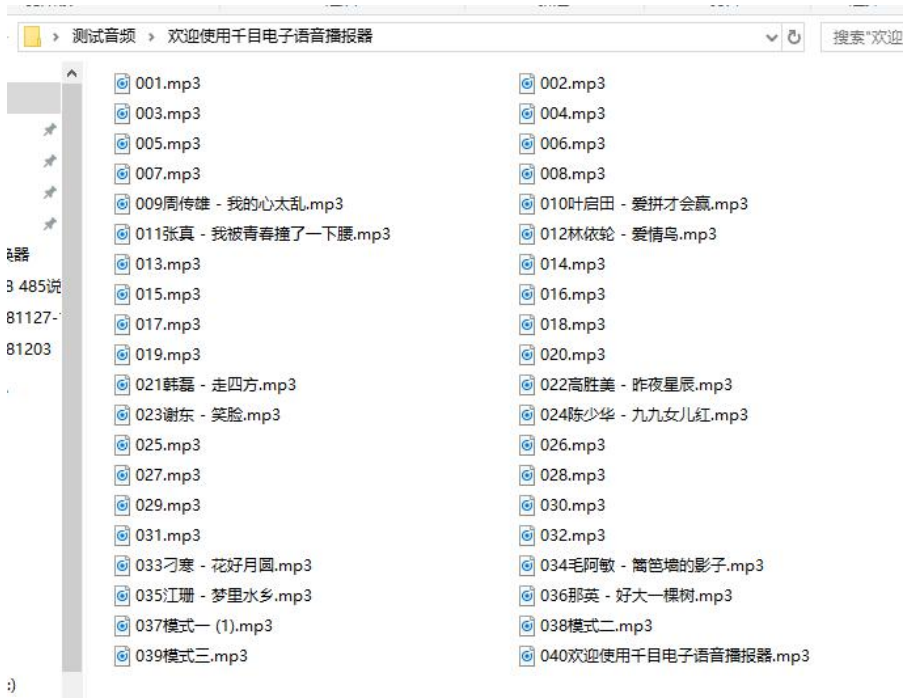 测试音频 › 欢迎使用千目电子语音播报器 搜索"欢迎
001.mp3 002.mp3
003.mp3 004.mp3
005.mp3 006.mp3
007.mp3 008.mp3
009周传雄 - 我的心太乱.mp3 010叶启田 - 爱拼才会赢.mp3
011张真 - 我被青春撞了一下腰.mp3 012林依轮 - 爱情鸟.mp3
换器
013.mp3 014.mp3
8 485说
015.mp3 016.mp3
81127-
017.mp3 018.mp3
81203
019.mp3 020.mp3
021韩磊 - 走四方.mp3 022高胜美 - 昨夜星辰.mp3
023谢东 - 笑脸.mp3 024陈少华 - 九九女儿红.mp3
025.mp3 026.mp3
027.mp3 028.mp3
029.mp3 030.mp3
031.mp3 032.mp3
033刁寒 - 花好月圆.mp3 034毛阿敏 - 篱笆墙的影子.mp3
035江珊 - 梦里水乡.mp3 036那英 - 好大一棵树.mp3
037模式一 (1).mp3 038模式二.mp3
039模式三.mp3 040欢迎使用千目电子语音播报器.mp3
:)